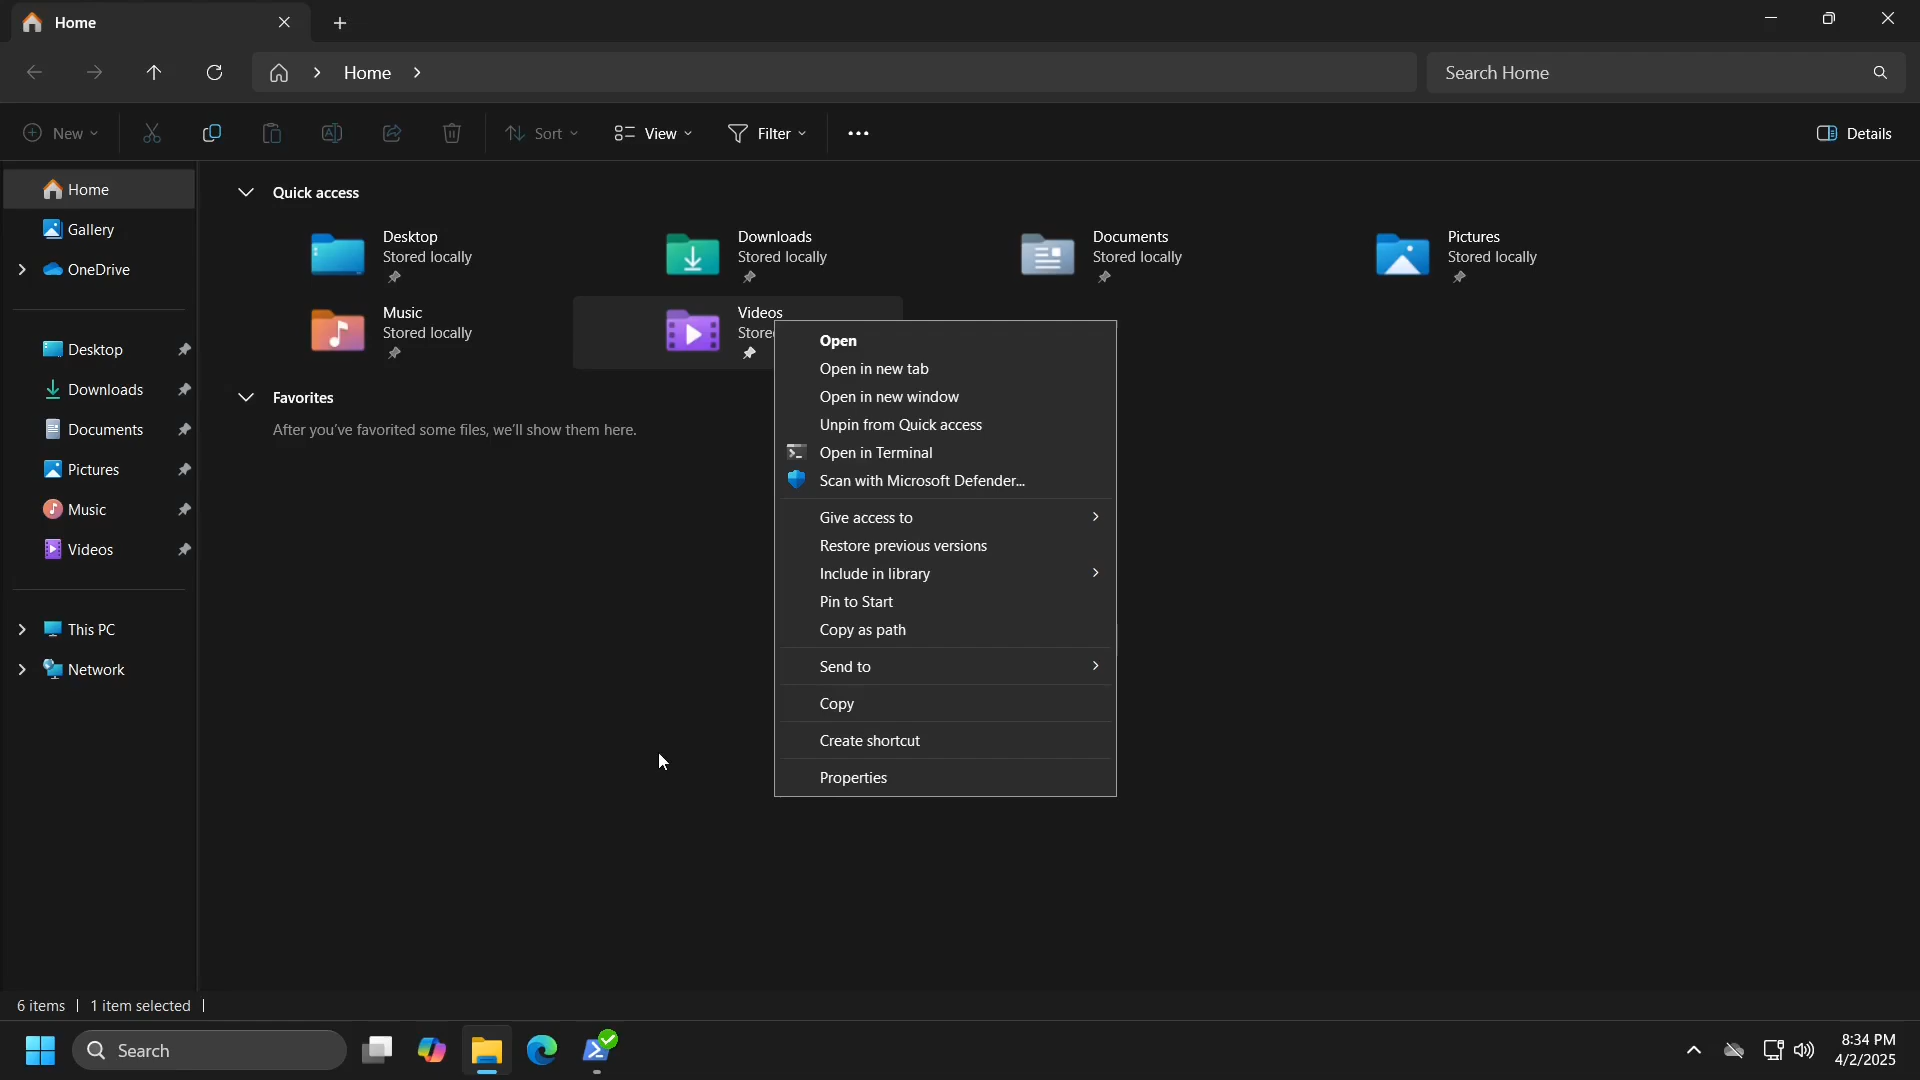 Home
Home
Search Home
New
Sort
View
Filter
Details
Home
Gallery
OneDrive
Desktop
Downloads
Documents
Pictures
Music
Videos
This PC
Network
Quick access
Desktop
Stored locally
Downloads
Stored locally
Documents
Stored locally
Pictures
Stored locally
Music
Stored locally
Videos
Favorites
After you've favorited some files, we'll show them here.
Open
Open in new tab
Open in new window
Unpin from Quick access
Open in Terminal
Scan with Microsoft Defender...
Give access to
Restore previous versions
Include in library
Pin to Start
Copy as path
Send to
Copy
Create shortcut
Properties
6 items
1 item selected
Search
8:34 PM
4/2/2025